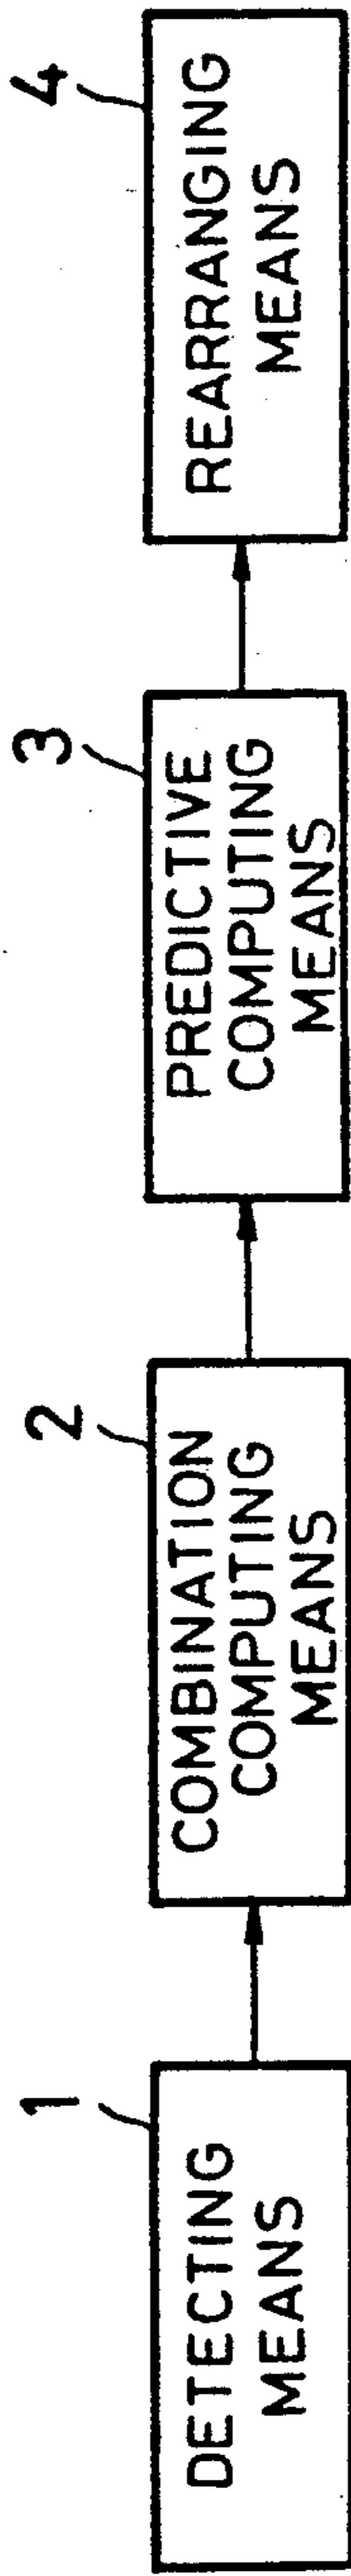 1
DETECTING
MEANS
2
COMBINATION
COMPUTING
MEANS
3
PREDICTIVE
COMPUTING
MEANS
4
REARRANGING
MEANS